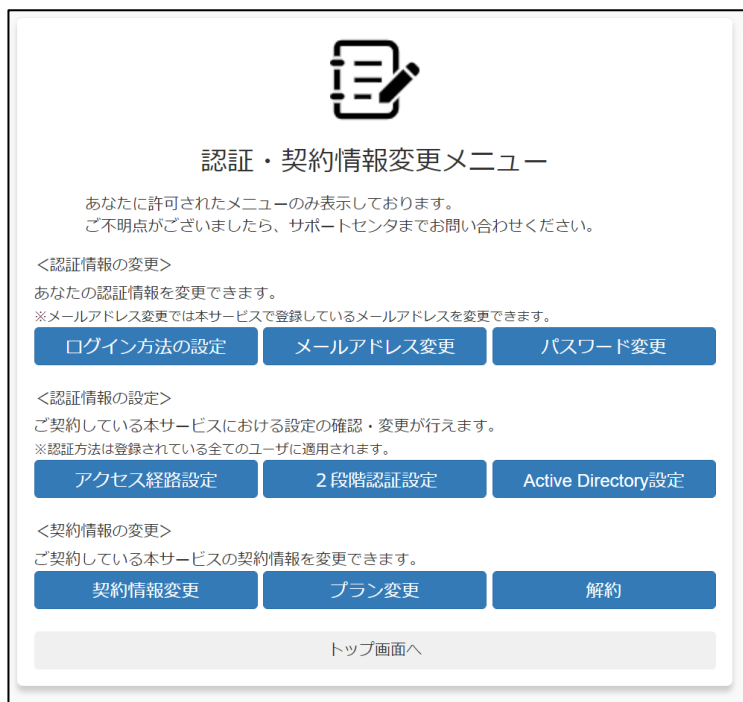 認証・契約情報変更メニュー
あなたに許可されたメニューのみ表示しております。
ご不明点がございましたら、サポートセンタまでお問い合わせください。
＜認証情報の変更＞
あなたの認証情報を変更できます。
※メールアドレス変更では本サービスで登録しているメールアドレスを変更できます。
ログイン方法の設定 メールアドレス変更 パスワード変更
＜認証情報の設定＞
ご契約している本サービスにおける設定の確認・変更が行えます。
※認証方法は登録されている全てのユーザに適用されます。
アクセス経路設定 ２段階認証設定 Active Directory設定
＜契約情報の変更＞
ご契約している本サービスの契約情報を変更できます。
契約情報変更 プラン変更 解約
トップ画面へ